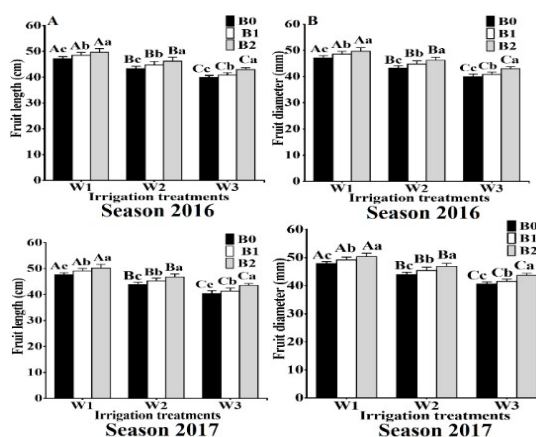 A
B0
B1
B2
Ac Ab Aa
Bc Bb Ba
Cc Cb Ca
Fruit length (cm)
60
50
40
30
20
10
0
W1 W2 W3
Irrigation treatments
Season 2016
B
B0
B1
B2
Ac Ab Aa
Bc Bb Ba
Cc Cb Ca
Fruit diameter (mm)
60
50
40
30
20
10
0
W1 W2 W3
Irrigation treatments
Season 2016
B0
B1
B2
Ac Ab Aa
Bc Bb Ba
Cc Cb Ca
Fruit length (cm)
60
50
40
30
20
10
0
W1 W2 W3
Irrigation treatments
Season 2017
B0
B1
B2
Ac Ab Aa
Bc Bb Ba
Cc Cb Ca
Fruit diameter (mm)
60
50
40
30
20
10
0
W1 W2 W3
Irrigation treatments
Season 2017